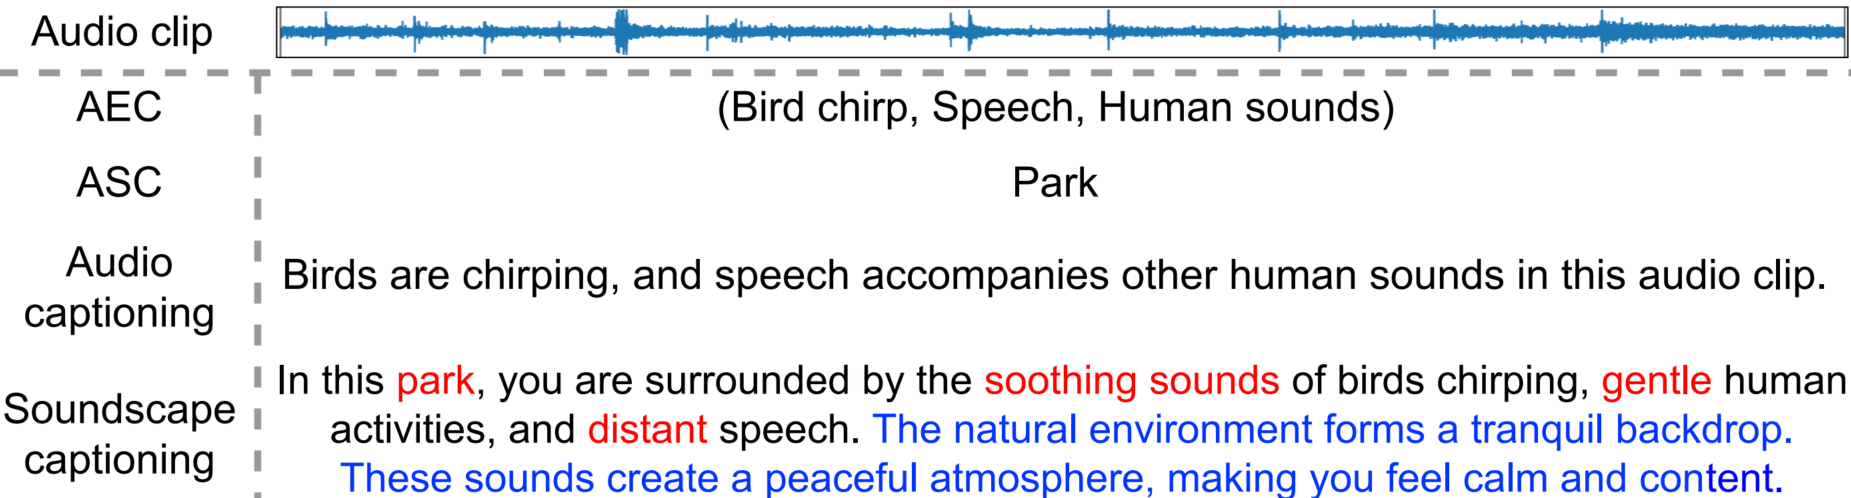 Audio clip
AEC
(Bird chirp, Speech, Human sounds)
ASC
Park
Audio
captioning
Birds are chirping, and speech accompanies other human sounds in this audio clip.
Soundscape
captioning
In this park, you are surrounded by the soothing sounds of birds chirping, gentle human
activities, and distant speech. The natural environment forms a tranquil backdrop.
These sounds create a peaceful atmosphere, making you feel calm and content.